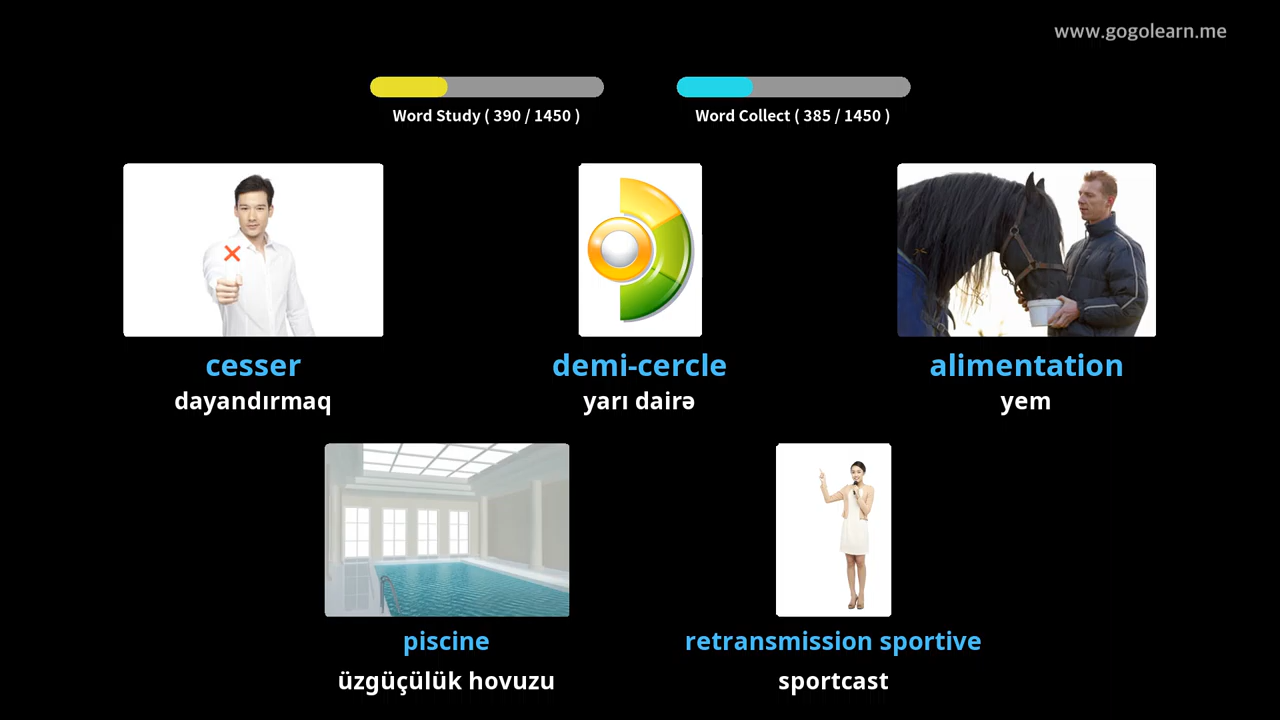 www.gogolearn.me
Word Study ( 390 / 1450 )
Word Collect ( 385 / 1450 )
cesser
dayandırmaq
demi-cercle
yarı dairə
alimentation
yem
piscine
üzgüçülük hovuzu
retransmission sportive
sportcast